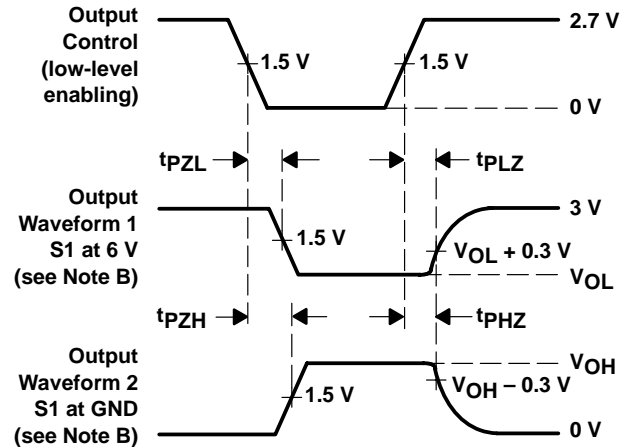 Output
Control
(low-level
enabling)
1.5 V
1.5 V
2.7 V
0 V
tPZL
tPLZ
Output
Waveform 1
S1 at 6 V
(see Note B)
1.5 V
3 V
VOL + 0.3 V
VOL
tPZH
tPHZ
Output
Waveform 2
S1 at GND
(see Note B)
1.5 V
VOH
VOH – 0.3 V
0 V